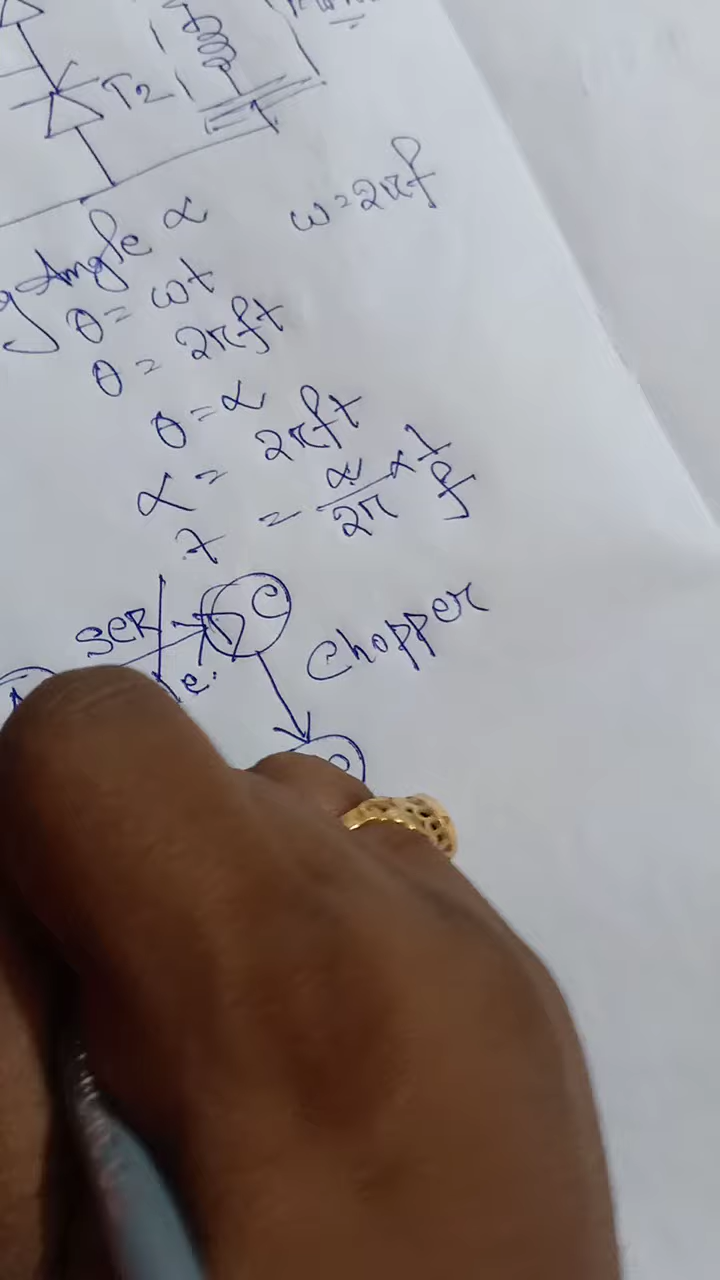 T2
Angle α
ω = 2πf
θ = ωt
θ = 2πft
θ = α
α = 2πft
t = α/2π × 1/f
SCR
C
Chopper